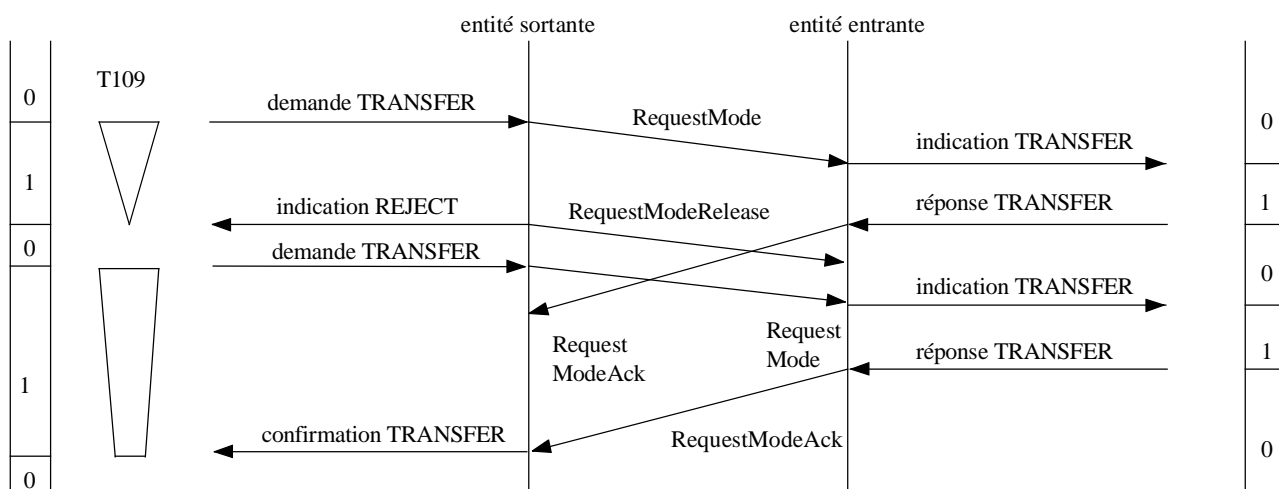 entité sortante entité entrante
T109
0
demande TRANSFER
RequestMode
0
indication TRANSFER
1
indication REJECT
RequestModeRelease
réponse TRANSFER
1
0
demande TRANSFER
0
indication TRANSFER
Request
ModeAck
Request
Mode
réponse TRANSFER
1
1
confirmation TRANSFER
RequestModeAck
0
0